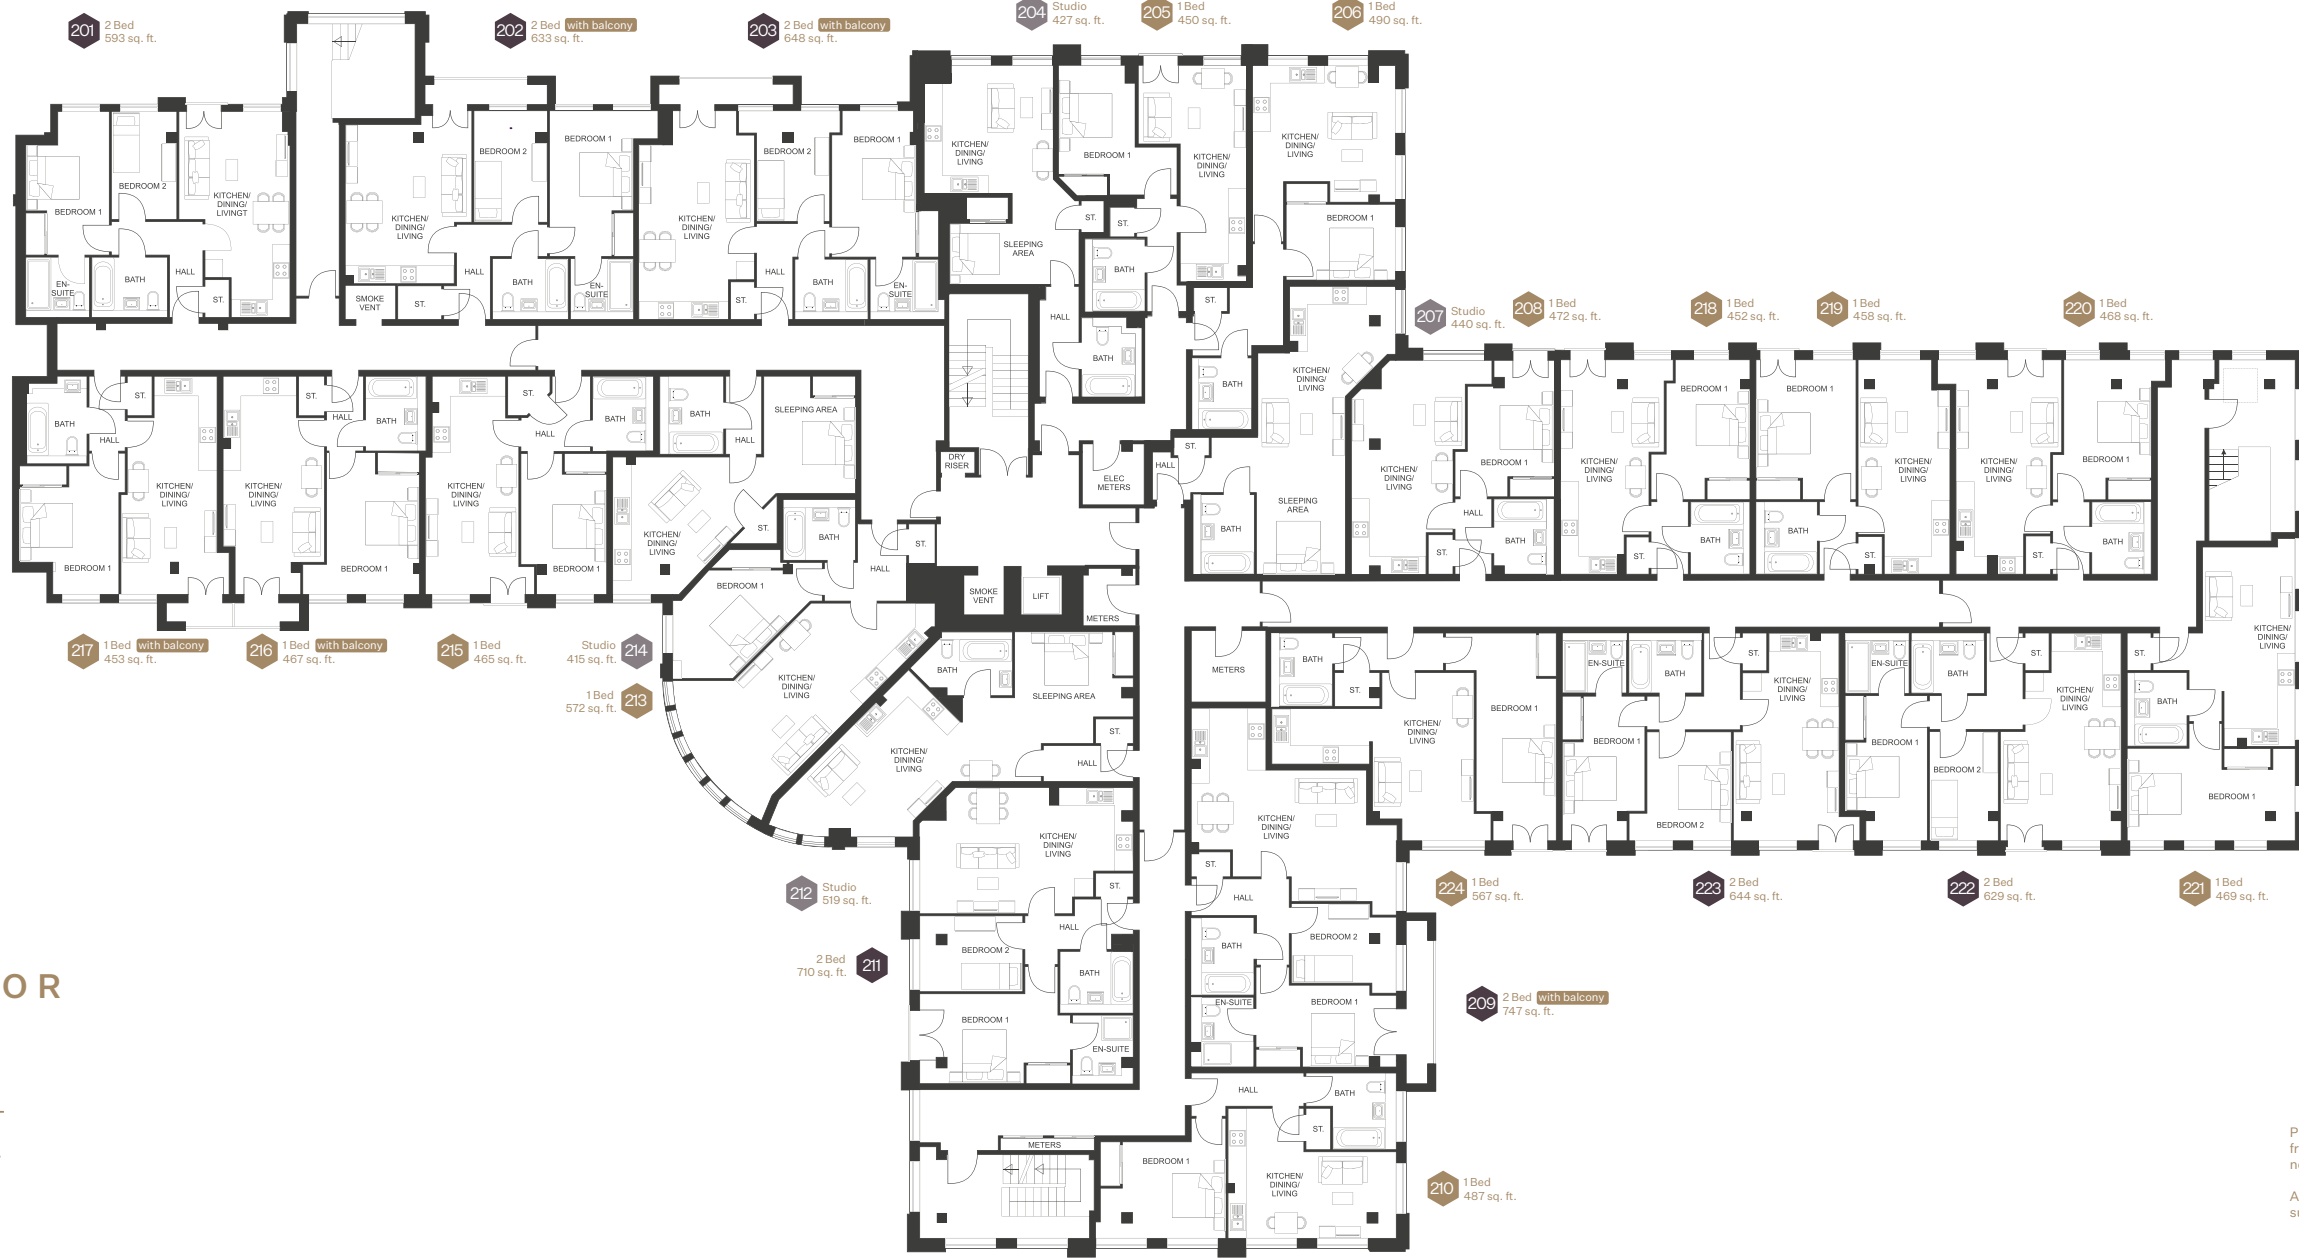 201
2 Bed
593 sq. ft.
202
2 Bed with balcony
633 sq. ft.
203
2 Bed with balcony
648 sq. ft.
204
Studio
427 sq. ft.
205
1 Bed
450 sq. ft.
206
1 Bed
490 sq. ft.
BEDROOM 1
BEDROOM 2
KITCHEN/
DINING/
LIVINGT
EN-
SUITE
BATH
HALL
ST.
KITCHEN/
DINING/
LIVING
BEDROOM 2
BEDROOM 1
SMOKE
VENT
ST.
HALL
BATH
EN-
SUITE
KITCHEN/
DINING/
LIVING
BEDROOM 2
BEDROOM 1
ST.
HALL
BATH
EN-
SUITE
KITCHEN/
DINING/
LIVING
SLEEPING
AREA
ST.
HALL
BATH
BEDROOM 1
KITCHEN/
DINING/
LIVING
ST.
BATH
KITCHEN/
DINING/
LIVING
BEDROOM 1
ST.
BATH
207
Studio
440 sq. ft.
208
1 Bed
472 sq. ft.
218
1 Bed
452 sq. ft.
219
1 Bed
458 sq. ft.
220
1 Bed
468 sq. ft.
BATH
ST.
HALL
KITCHEN/
DINING/
LIVING
BEDROOM 1
ST.
HALL
BATH
KITCHEN/
DINING/
LIVING
BEDROOM 1
ST.
HALL
BATH
KITCHEN/
DINING/
LIVING
BEDROOM 1
BATH
HALL
SLEEPING AREA
KITCHEN/
DINING/
LIVING
ST.
DRY
RISER
ELEC
METERS
ST.
HALL
KITCHEN/
DINING/
LIVING
SLEEPING
AREA
BATH
KITCHEN/
DINING/
LIVING
BEDROOM 1
HALL
ST.
BATH
KITCHEN/
DINING/
LIVING
BEDROOM 1
ST.
BATH
BEDROOM 1
KITCHEN/
DINING/
LIVING
BATH
ST.
KITCHEN/
DINING/
LIVING
BEDROOM 1
ST.
BATH
BATH
ST.
HALL
BEDROOM 1
KITCHEN/
DINING/
LIVING
SMOKE
VENT
LIFT
METERS
217
1 Bed with balcony
453 sq. ft.
216
1 Bed with balcony
467 sq. ft.
215
1 Bed
465 sq. ft.
Studio
415 sq. ft.
214
1 Bed
572 sq. ft.
213
BATH
SLEEPING AREA
ST.
HALL
KITCHEN/
DINING/
LIVING
METERS
BATH
ST.
KITCHEN/
DINING/
LIVING
BEDROOM 1
EN-SUITE
BATH
ST.
KITCHEN/
DINING/
LIVING
BEDROOM 1
BEDROOM 2
EN-SUITE
BATH
ST.
KITCHEN/
DINING/
LIVING
BEDROOM 1
BEDROOM 2
KITCHEN/
DINING/
LIVING
ST.
BATH
BEDROOM 1
212
Studio
519 sq. ft.
224
1 Bed
567 sq. ft.
223
2 Bed
644 sq. ft.
222
2 Bed
629 sq. ft.
221
1 Bed
469 sq. ft.
KITCHEN/
DINING/
LIVING
ST.
HALL
BEDROOM 2
BATH
BEDROOM 1
EN-SUITE
KITCHEN/
DINING/
LIVING
ST.
HALL
BATH
BEDROOM 2
EN-SUITE
BEDROOM 1
2 Bed
710 sq. ft.
211
209
2 Bed with balcony
747 sq. ft.
OR
HALL
BATH
ST.
METERS
BEDROOM 1
KITCHEN/
DINING/
LIVING
210
1 Bed
487 sq. ft.